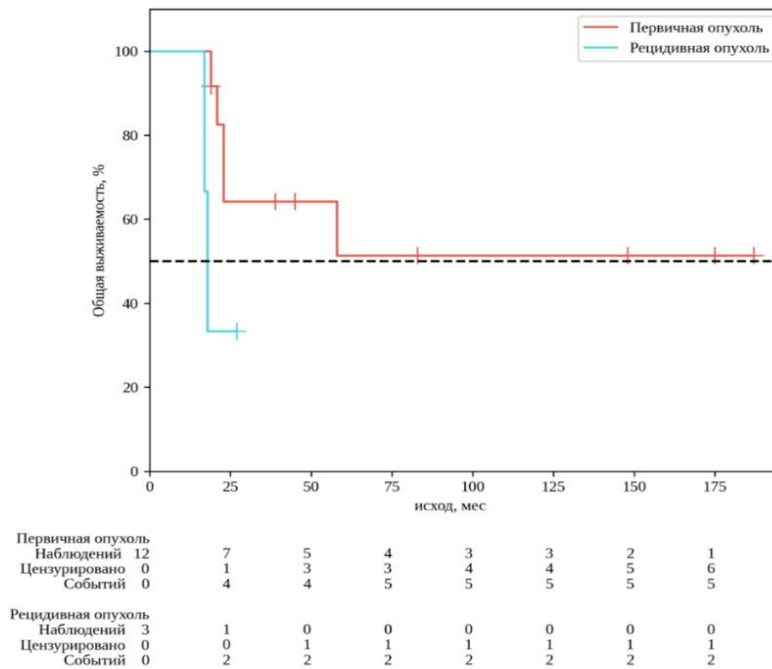 Первичная опухоль
Рецидивная опухоль
100
80
60
40
20
0
Общая выживаемость, %
0 25 50 75 100 125 150 175
исход, мес
Первичная опухоль
Наблюдений 12 7 5 4 3 3 2 1
Цензурировано 0 1 3 3 4 4 5 6
Событий 0 4 4 5 5 5 5 5
Рецидивная опухоль
Наблюдений 3 1 0 0 0 0 0 0
Цензурировано 0 0 1 1 1 1 1 1
Событий 0 2 2 2 2 2 2 2